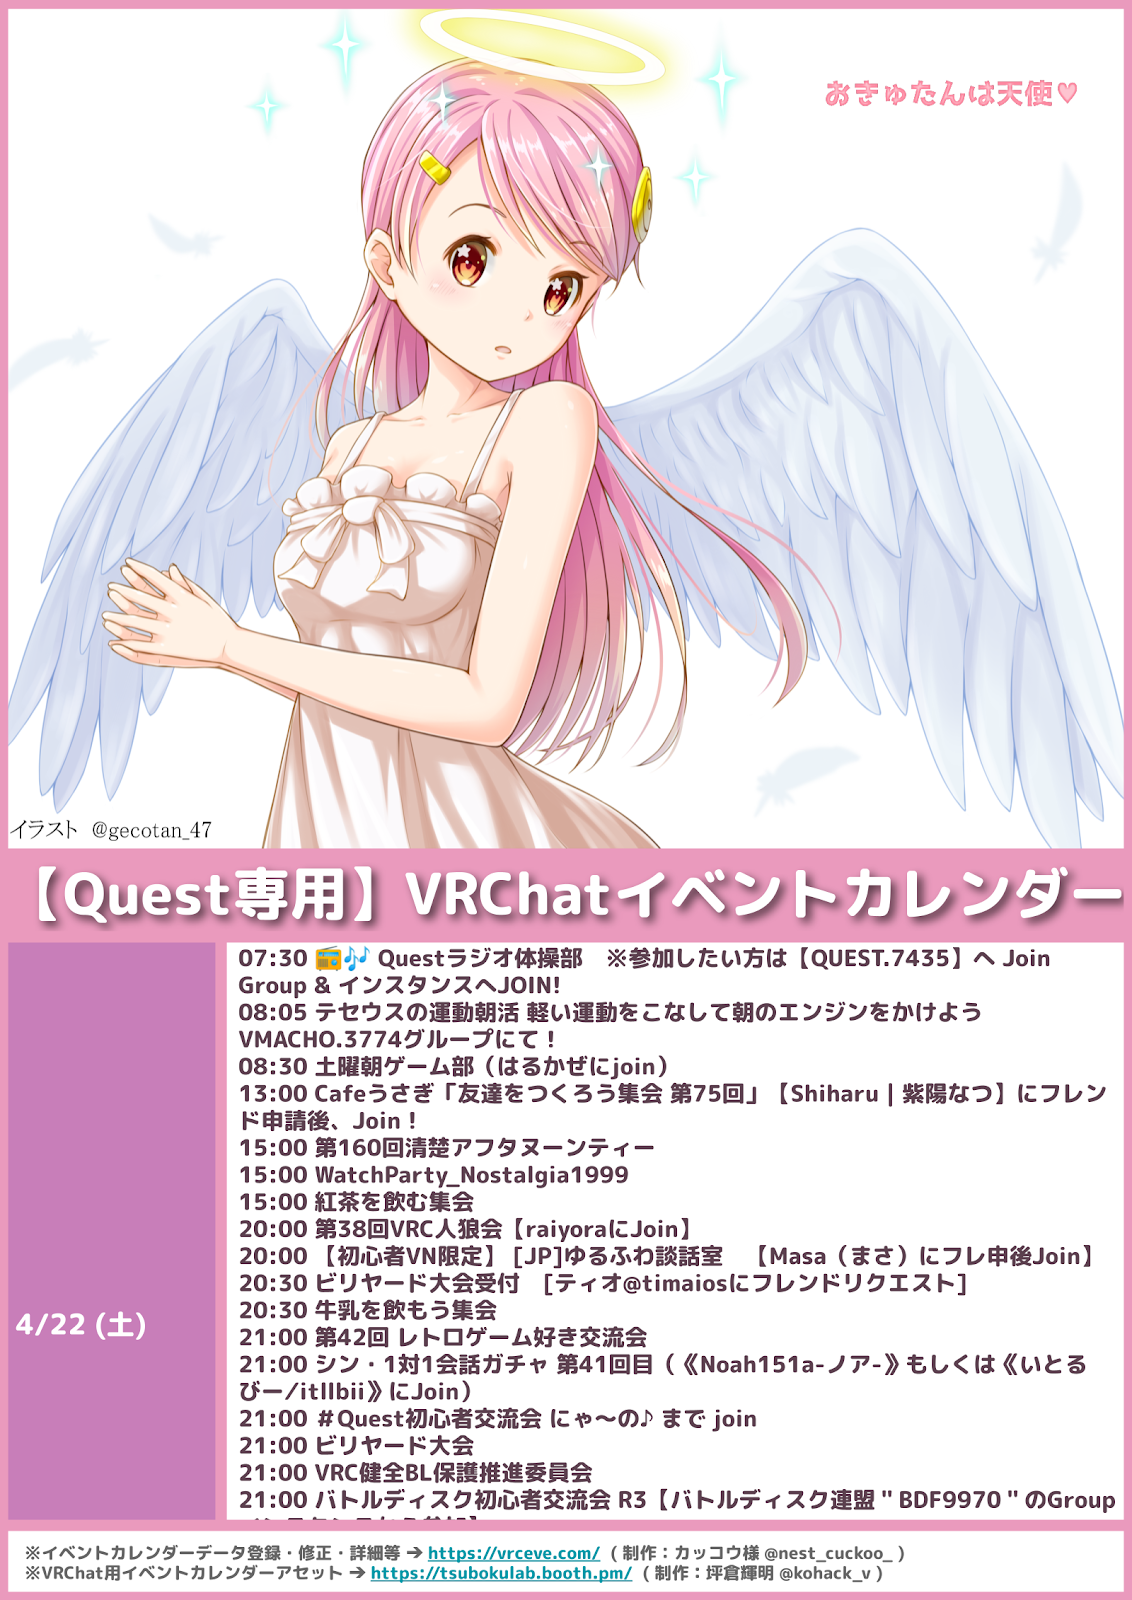 おきゅたんは天使♥
イラスト @gecotan_47
【Quest専用】VRChatイベントカレンダー
4/22 (土)
07:30 📻🎶 Questラジオ体操部　※参加したい方は【QUEST.7435】へ Join
Group & インスタンスへJOIN!
08:05 テセウスの運動朝活 軽い運動をこなして朝のエンジンをかけよう
VMACHO.3774グループにて！
08:30 土曜朝ゲーム部（はるかぜにjoin）
13:00 Cafeうさぎ「友達をつくろう集会 第75回」【Shiharu | 紫陽なつ】にフレン
ド申請後、Join！
15:00 第160回清楚アフタヌーンティー
15:00 WatchParty_Nostalgia1999
15:00 紅茶を飲む集会
20:00 第38回VRC人狼会【raiyoraにJoin】
20:00 【初心者VN限定】 [JP]ゆるふわ談話室　【Masa（まさ）にフレ申後Join】
20:30 ビリヤード大会受付　[ティオ@timaiosにフレンドリクエスト]
20:30 牛乳を飲もう集会
21:00 第42回 レトロゲーム好き交流会
21:00 シン・1対1会話ガチャ 第41回目（《Noah151a-ノア-》もしくは《いとる
びー/itllbii》にJoin）
21:00 ＃Quest初心者交流会 にゃ〜の♪ まで join
21:00 ビリヤード大会
21:00 VRC健全BL保護推進委員会
21:00 バトルディスク初心者交流会 R3【バトルディスク連盟＂BDF9970＂のGroup
※イベントカレンダーデータ登録・修正・詳細等 ➔ https://vrceve.com/ （制作：カッコウ様 @nest_cuckoo_）
※VRChat用イベントカレンダーアセット ➔ https://tsubokulab.booth.pm/ （制作：坪倉輝明 @kohack_v）